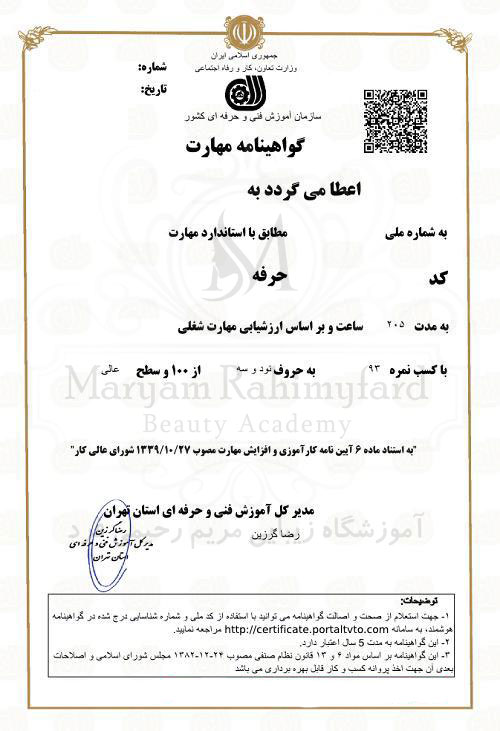 جمهوری اسلامی ایران
وزارت تعاون، کار و رفاه اجتماعی
شماره:
تاریخ:
سازمان آموزش فنی و حرفه ای کشور
گواهینامه مهارت
اعطا می گردد به
به شماره ملی
مطابق با استاندارد مهارت
کد
حرفه
به مدت ۲۰۵ ساعت و بر اساس ارزشیابی مهارت شغلی
با کسب نمره ۹۳ به حروف نود و سه از ۱۰۰ و سطح عالی
Maryam Rahimyfard
Beauty Academy
"به استناد ماده ۶ آیین نامه کارآموزی و افزایش مهارت مصوب ۱۳۳۹/۱۰/۲۷ شورای عالی کار"
مدیر کل آموزش فنی و حرفه ای استان تهران
رضا گرزین
آموزشگاه زیبایی مریم رحیمی فرد
رضا گرزین
مدیر کل آموزش فنی و حرفه ای
استان تهران
توضیحات:
۱- جهت استعلام از صحت و اصالت گواهینامه می توانید با استفاده از کد ملی و شماره شناسایی درج شده در گواهینامه
هوشمند، به سامانه http://certificate.portaltvto.com مراجعه نمایید.
۲- این گواهینامه به مدت 5 سال اعتبار دارد.
۳- این گواهینامه بر اساس مواد ۴ و ۱۳ قانون نظام صنفی مصوب ۲۴-۱۲-۱۳۸۲ مجلس شورای اسلامی و اصلاحات
بعدی آن جهت اخذ پروانه کسب و کار قابل بهره برداری می باشد